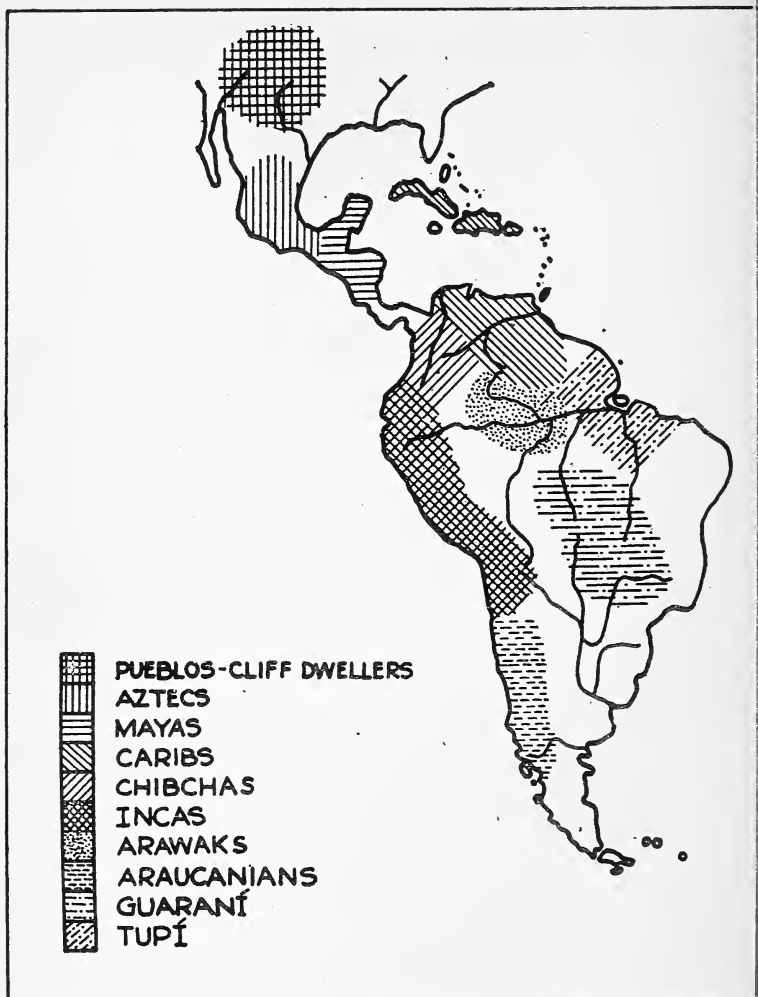 PUEBLOS-CLIFF DWELLERS
AZTECS
MAYAS
CARIBS
CHIBCHAS
INCAS
ARAWAKS
ARAUCANIANS
GUARANÍ
TUPÍ